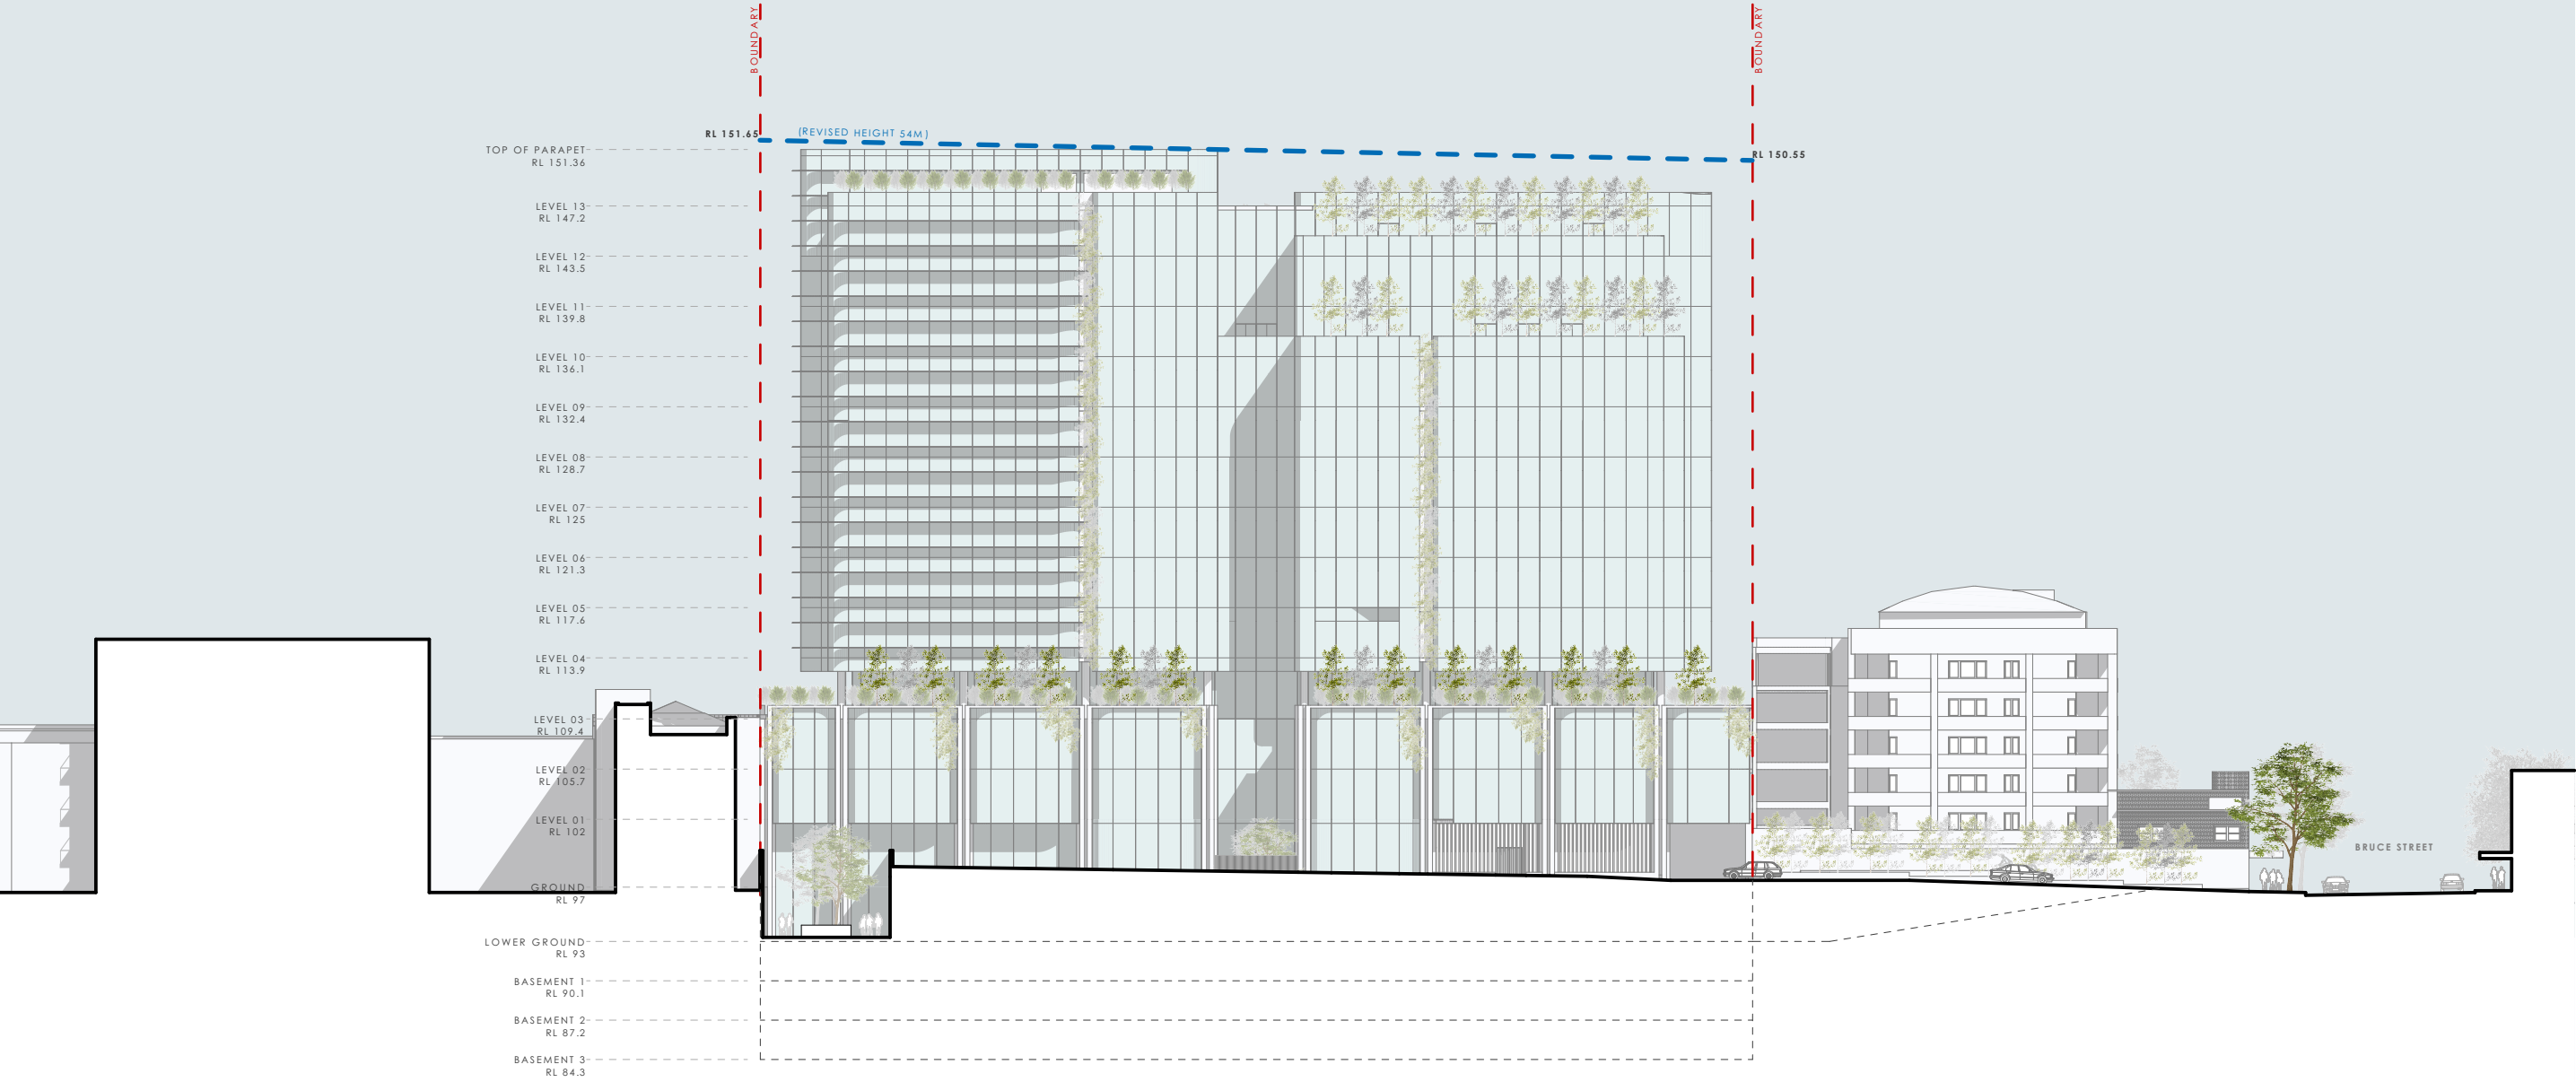 BOUNDARY
BOUNDARY
RL 151.65
(REVISED HEIGHT 54M)
RL 150.55
TOP OF PARAPET
RL 151.36
LEVEL 13
RL 147.2
LEVEL 12
RL 143.5
LEVEL 11
RL 139.8
LEVEL 10
RL 136.1
LEVEL 09
RL 132.4
LEVEL 08
RL 128.7
LEVEL 07
RL 125
LEVEL 06
RL 121.3
LEVEL 05
RL 117.6
LEVEL 04
RL 113.9
LEVEL 03
RL 109.4
LEVEL 02
RL 105.7
LEVEL 01
RL 102
BRUCE STREET
GROUND
RL 97
LOWER GROUND
RL 93
BASEMENT 1
RL 90.1
BASEMENT 2
RL 87.2
BASEMENT 3
RL 84.3